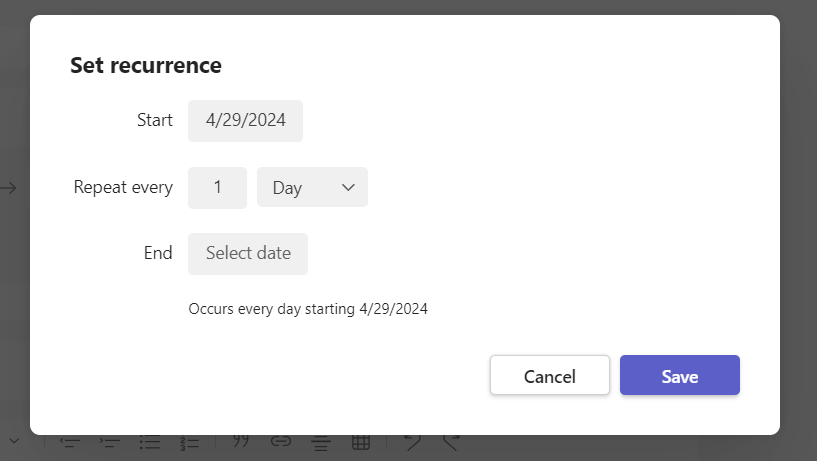 Set recurrence
Start 4/29/2024
Repeat every 1 Day
End Select date
Occurs every day starting 4/29/2024
Cancel Save